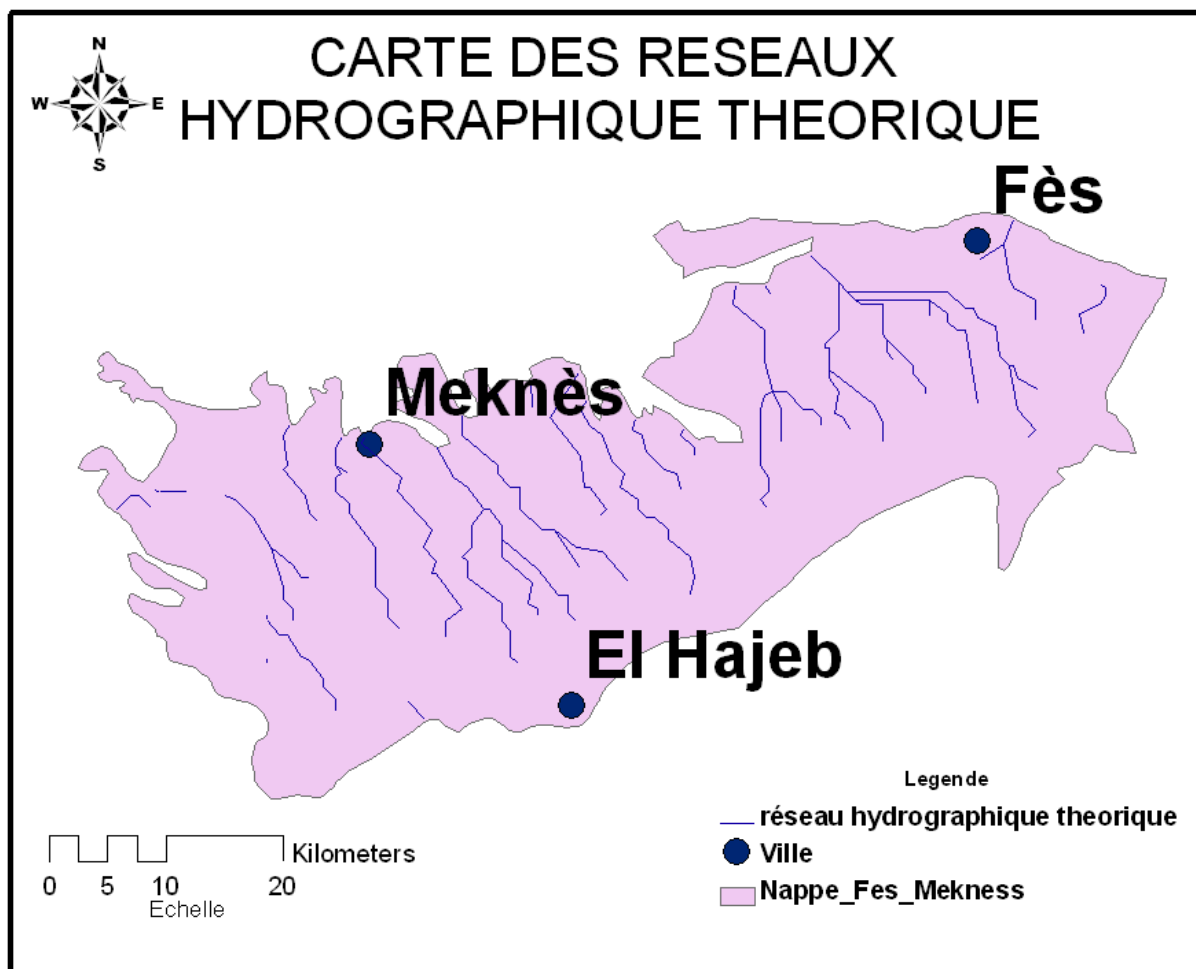 N
W E
S
CARTE DES RESEAUX
HYDROGRAPHIQUE THEORIQUE
Fès
Meknès
El Hajeb
Legende
réseau hydrographique theorique
Ville
Nappe_Fes_Mekness
Kilometers
0 5 10 20
Echelle